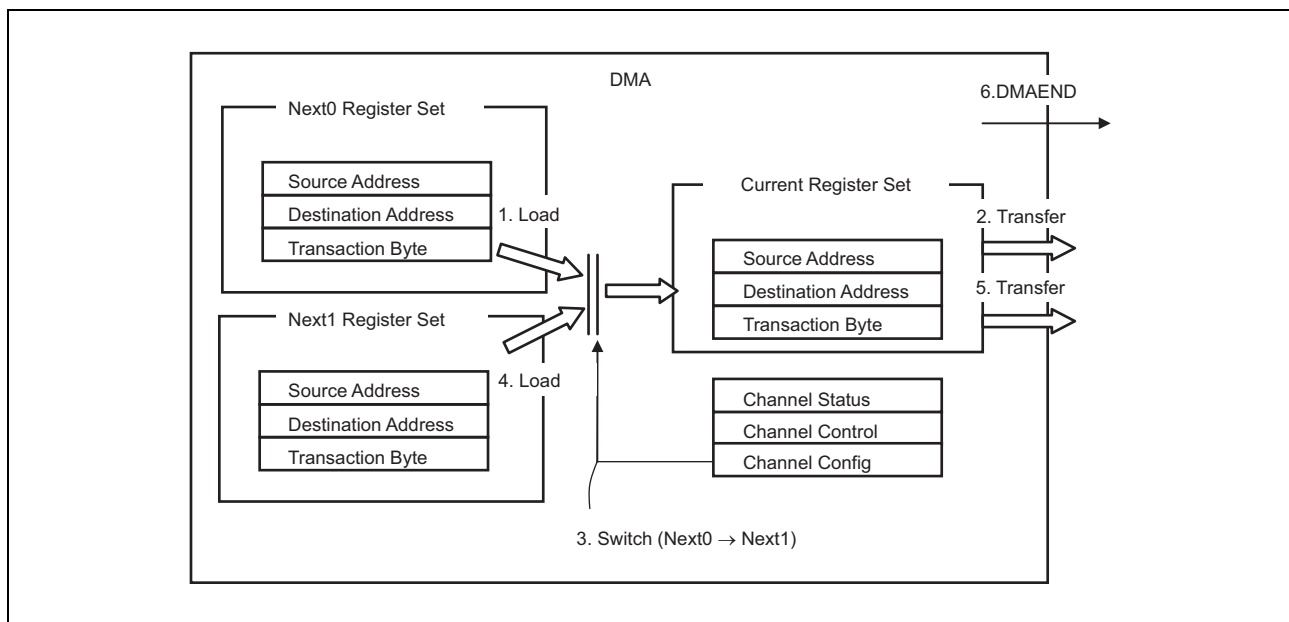 DMA
6.DMAEND
Next0 Register Set
Source Address
Destination Address
Transaction Byte
1. Load
Next1 Register Set
4. Load
Source Address
Destination Address
Transaction Byte
Current Register Set
Source Address
Destination Address
Transaction Byte
2. Transfer
5. Transfer
Channel Status
Channel Control
Channel Config
3. Switch (Next0 → Next1)